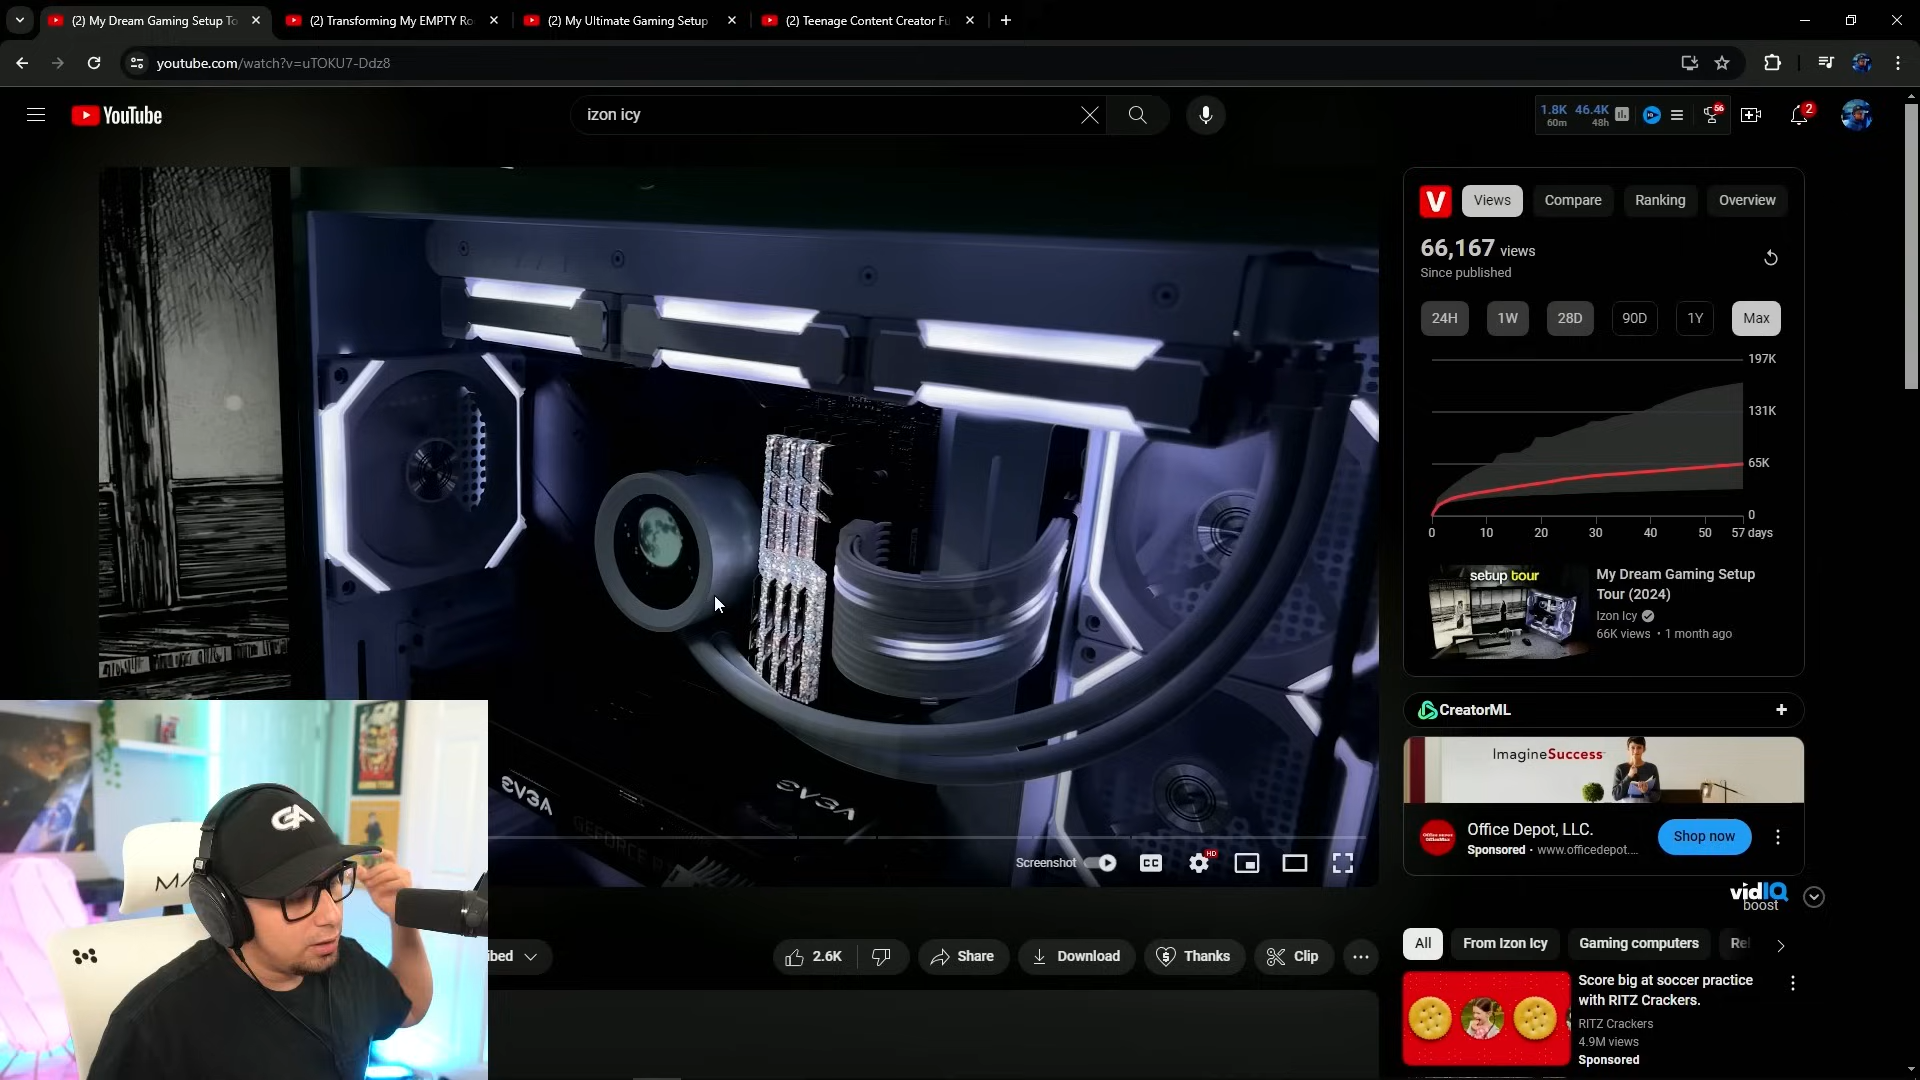 (2) My Dream Gaming Setup To
(2) Transforming My EMPTY Ro
(2) My Ultimate Gaming Setup
(2) Teenage Content Creator Fu
youtube.com/watch?v=uTOKU7-Ddz8
YouTube
izon icy
1.8K 46.4K
60m 48h
56
2
Views
Compare
Ranking
Overview
66,167 views
Since published
24H
1W
28D
90D
1Y
Max
197K
131K
65K
0
0 10 20 30 40 50 57 days
setup tour
My Dream Gaming Setup
Tour (2024)
Izon Icy
66K views • 1 month ago
CreatorML
ImagineSuccess
Office Depot, LLC.
Sponsored · www.officedepot....
Shop now
vidIQ
boost
EVGA
EVGA
Screenshot
CC
HD
ibed
2.6K
Share
Download
Thanks
Clip
All
From Izon Icy
Gaming computers
Rel
Score big at soccer practice
with RITZ Crackers.
RITZ Crackers
4.9M views
Sponsored